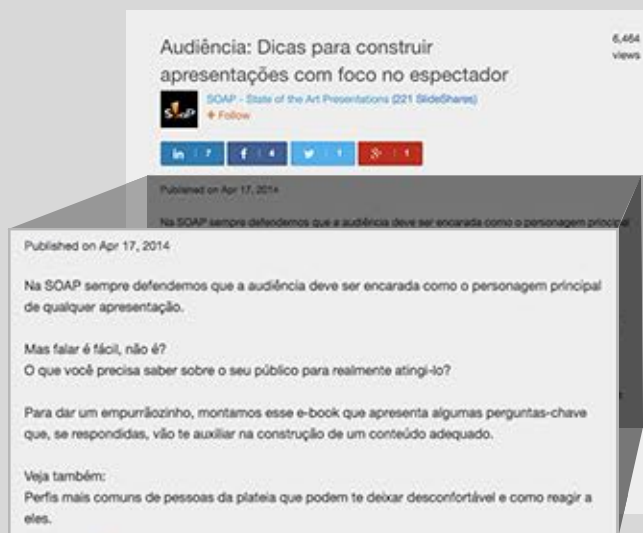 Audiência: Dicas para construir
apresentações com foco no espectador
6,464
views
SOAP - State of the Art Presentations (221 SlideShares)
+ Follow
in 7
f 4
1
g+ 1
Published on Apr 17, 2014
Na SOAP sempre defendemos que a audiência deve ser encarada como o personagem principal
Published on Apr 17, 2014
Na SOAP sempre defendemos que a audiência deve ser encarada como o personagem principal
de qualquer apresentação.
Mas falar é fácil, não é?
O que você precisa saber sobre o seu público para realmente atingi-lo?
Para dar um empurrãozinho, montamos esse e-book que apresenta algumas perguntas-chave
que, se respondidas, vão te auxiliar na construção de um conteúdo adequado.
Veja também:
Perfis mais comuns de pessoas da plateia que podem te deixar desconfortável e como reagir a
eles.